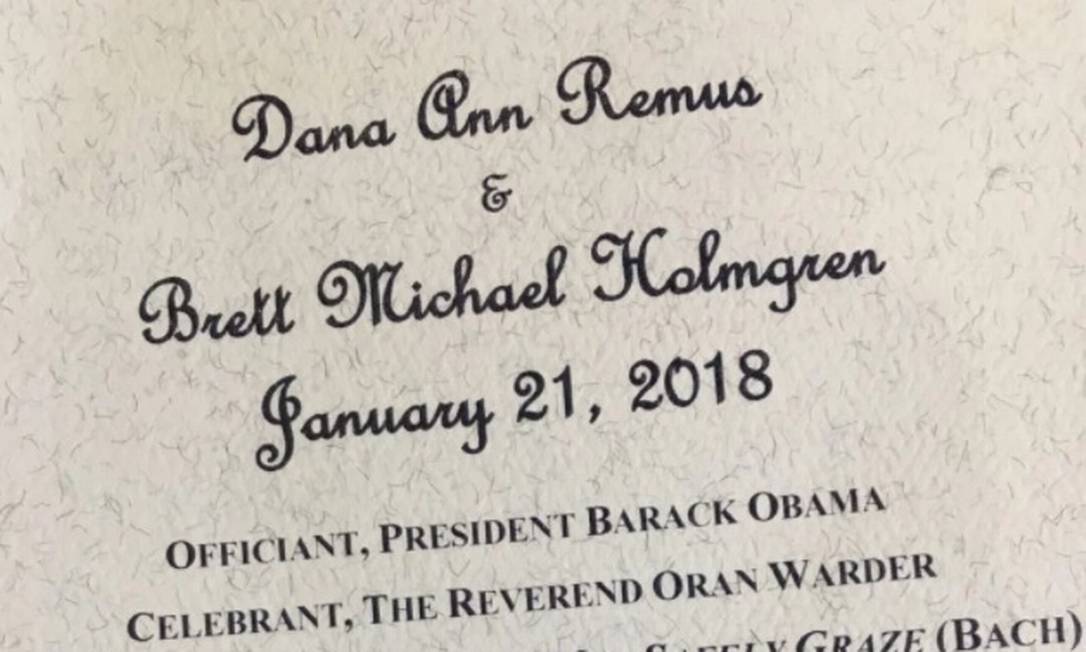 Dana Ann Remus
&
Brett Michael Holmgren
January 21, 2018
OFFICIANT, PRESIDENT BARACK OBAMA
CELEBRANT, THE REVEREND ORAN WARDER
SAFELY GRAZE (BACH)